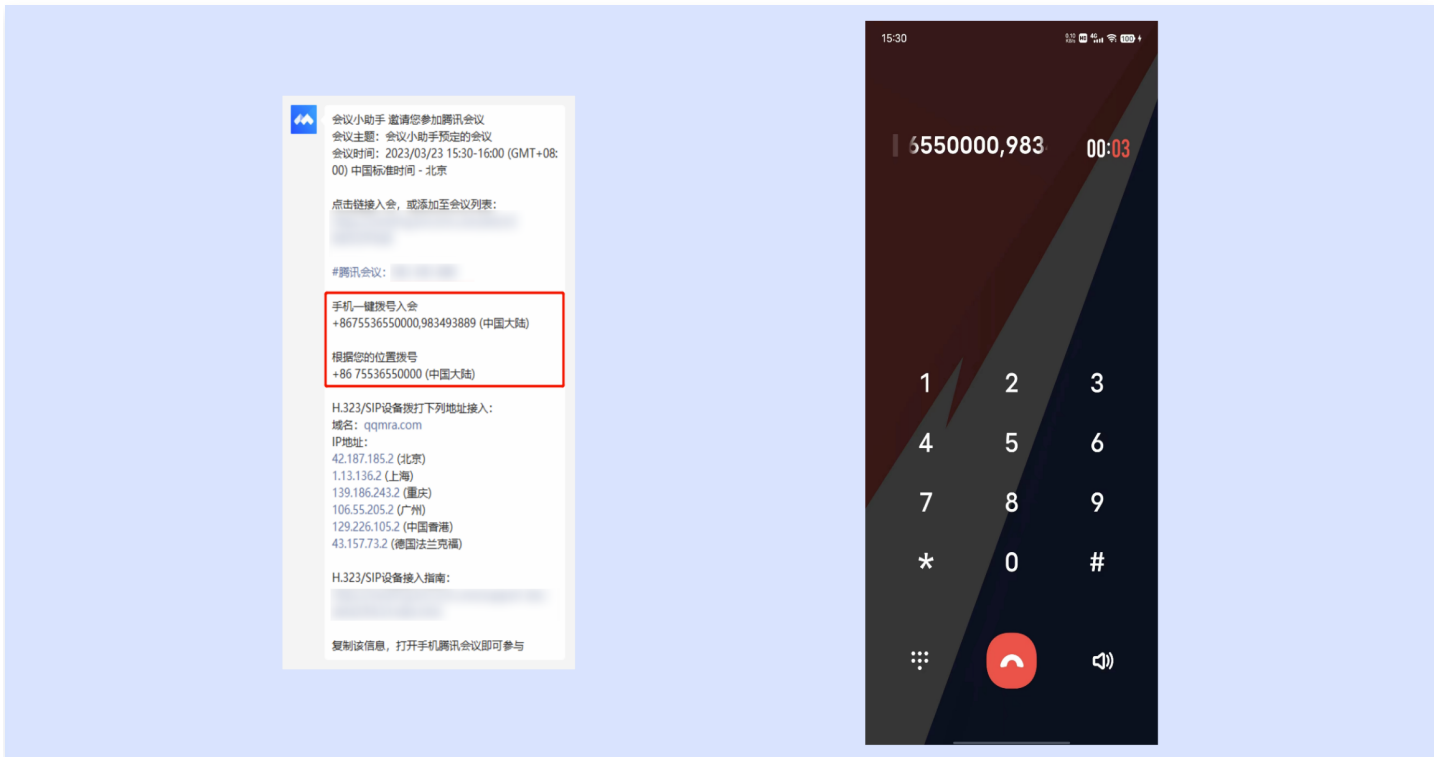 会议小助手 邀请您参加腾讯会议
会议主题：会议小助手预定的会议
会议时间：2023/03/23 15:30-16:00 (GMT+08:
00) 中国标准时间 - 北京
点击链接入会，或添加至会议列表：
#腾讯会议：
手机一键拨号入会
+8675536550000,983493889 (中国大陆)
根据您的位置拨号
+86 75536550000 (中国大陆)
H.323/SIP设备拨打下列地址接入：
域名：qqmra.com
IP地址：
42.187.185.2 (北京)
1.13.136.2 (上海)
139.186.243.2 (重庆)
106.55.205.2 (广州)
129.226.105.2 (中国香港)
43.157.73.2 (德国法兰克福)
H.323/SIP设备接入指南：
复制该信息，打开手机腾讯会议即可参与
15:30
HD 4G 100
6550000,983
00:03
1 2 3
4 5 6
7 8 9
* 0 #